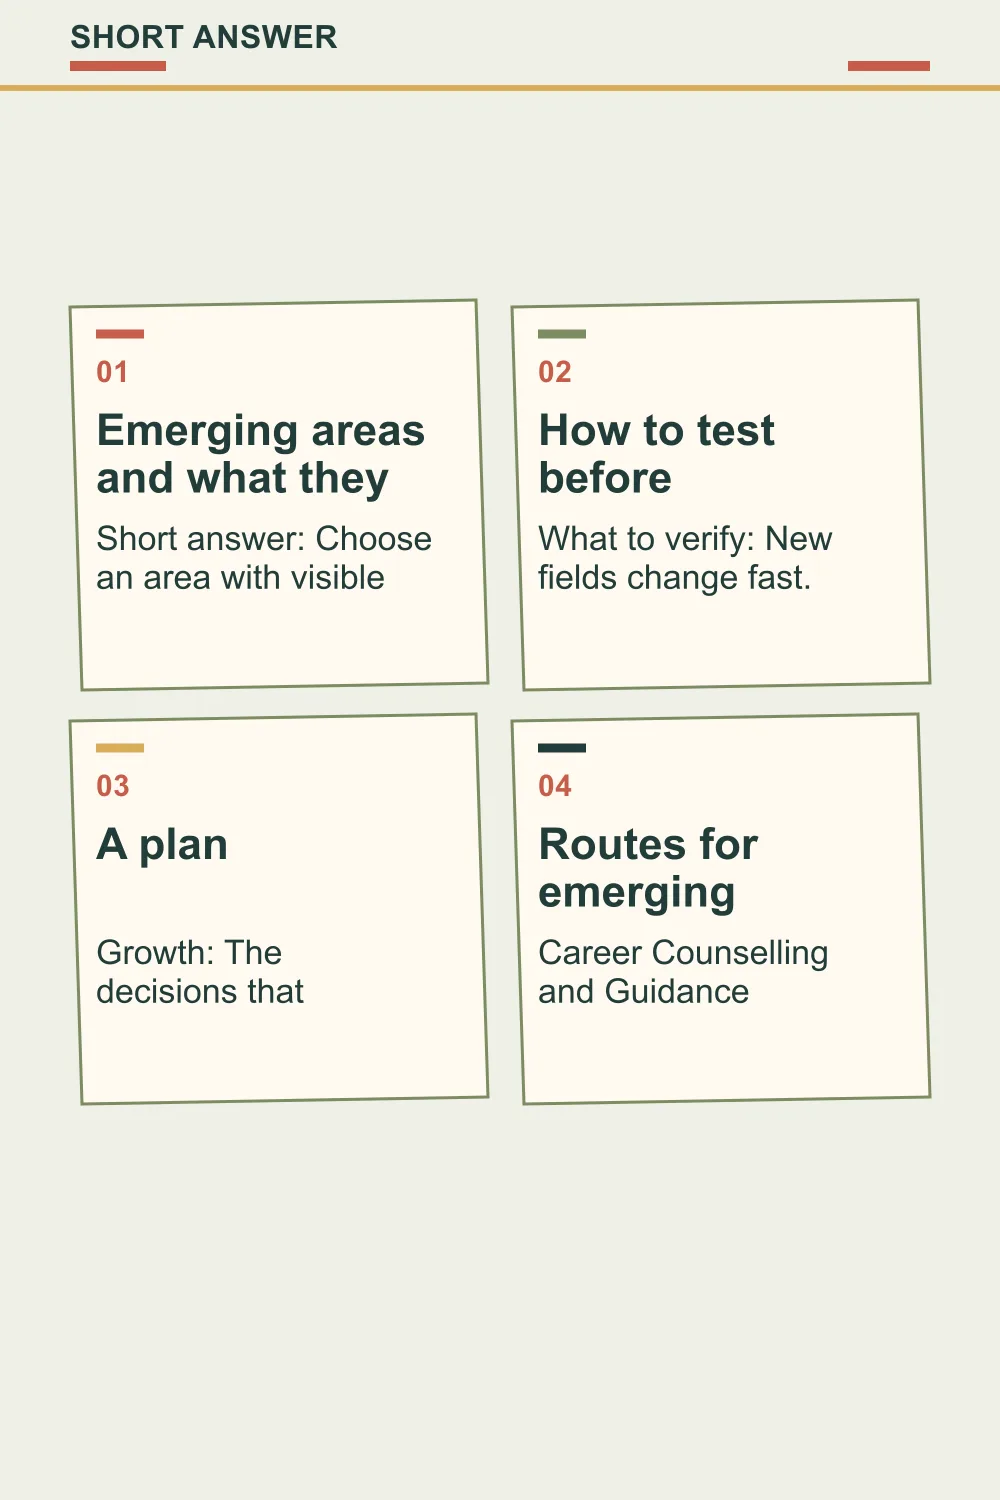 SHORT ANSWER
01
Emerging areas
and what they
Short answer: Choose
an area with visible
02
How to test
before
What to verify: New
fields change fast.
03
A plan
Growth: The
decisions that
04
Routes for
emerging
Career Counselling
and Guidance